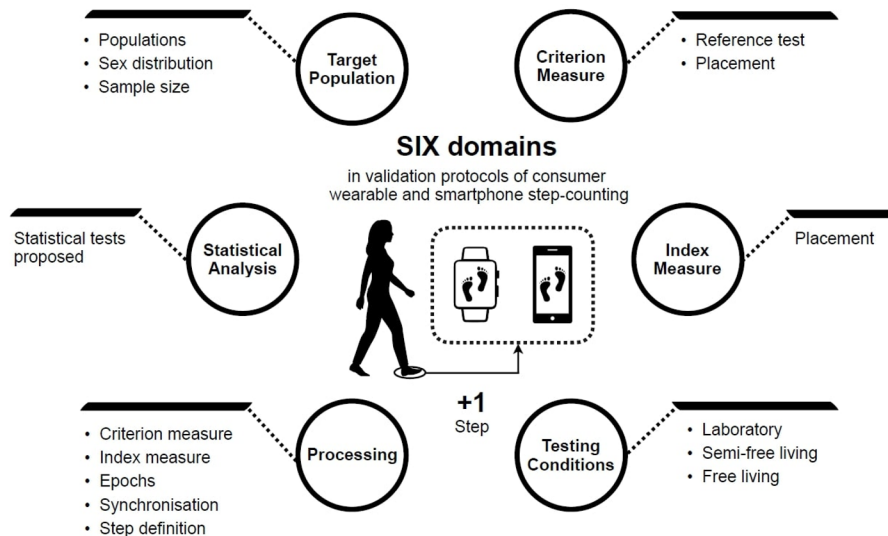 Populations
Sex distribution
Sample size
Target
Population
Criterion
Measure
Reference test
Placement
SIX domains
in validation protocols of consumer
wearable and smartphone step-counting
Statistical tests
proposed
Statistical
Analysis
Index
Measure
Placement
+1
Step
Criterion measure
Index measure
Epochs
Synchronisation
Step definition
Processing
Testing
Conditions
Laboratory
Semi-free living
Free living